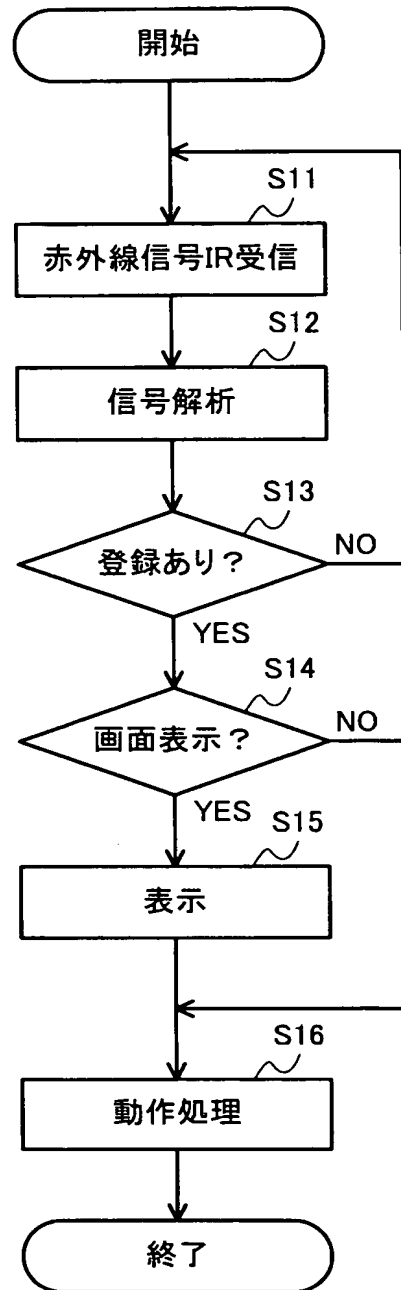 開始
S11
赤外線信号IR受信
S12
信号解析
S13
登録あり？
NO
YES
S14
画面表示？
NO
YES
S15
表示
S16
動作処理
終了